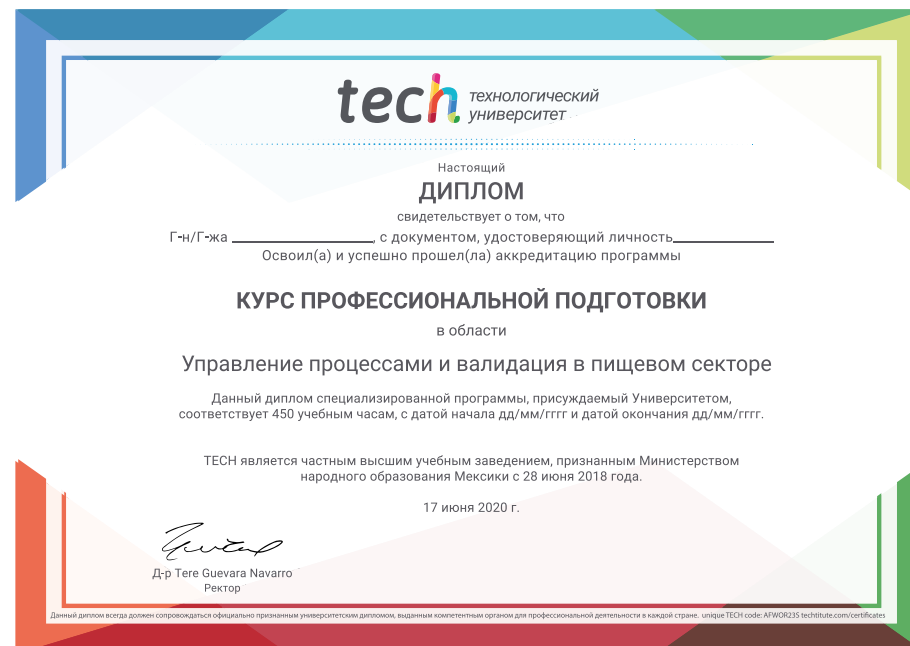 tech технологический
университет
Настоящий
ДИПЛОМ
свидетельствует о том, что
Г-н/Г-жа ____________________, с документом, удостоверяющий личность______________
Освоил(а) и успешно прошел(ла) аккредитацию программы
КУРС ПРОФЕССИОНАЛЬНОЙ ПОДГОТОВКИ
в области
Управление процессами и валидация в пищевом секторе
Данный диплом специализированной программы, присуждаемый Университетом,
соответствует 450 учебным часам, с датой начала дд/мм/гггг и датой окончания дд/мм/гггг.
TECH является частным высшим учебным заведением, признанным Министерством
народного образования Мексики с 28 июня 2018 года.
17 июня 2020 г.
Д-р Tere Guevara Navarro
Ректор
Данный диплом всегда должен сопровождаться официально признанным университетским дипломом, выданным компетентным органом для профессиональной деятельности в каждой стране. unique TECH code: AFWOR23S techtitute.com/certificates